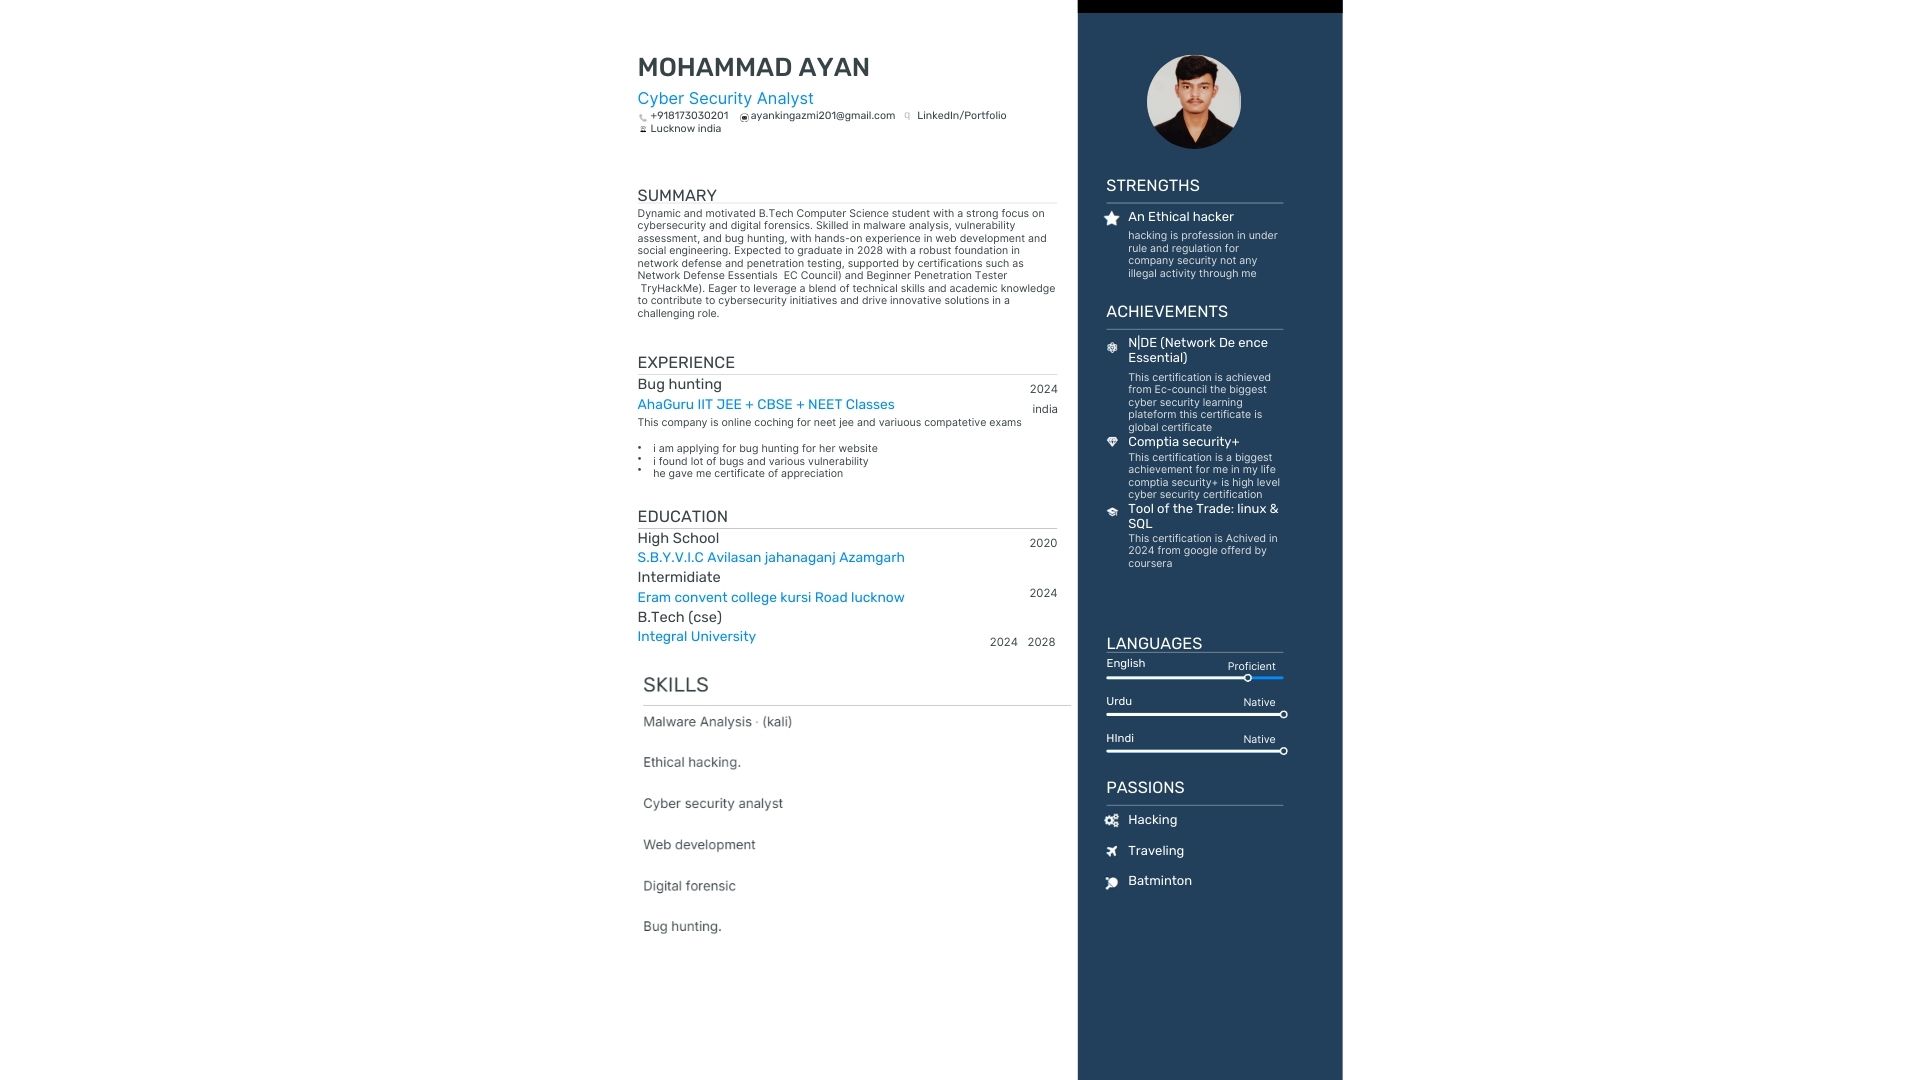 MOHAMMAD AYAN
Cyber Security Analyst
+918173030201 ayankingazmi201@gmail.com LinkedIn/Portfolio
Lucknow india
SUMMARY
Dynamic and motivated B.Tech Computer Science student with a strong focus on
cybersecurity and digital forensics. Skilled in malware analysis, vulnerability
assessment, and bug hunting, with hands-on experience in web development and
social engineering. Expected to graduate in 2028 with a robust foundation in
network defense and penetration testing, supported by certifications such as
Network Defense Essentials EC Council) and Beginner Penetration Tester
TryHackMe). Eager to leverage a blend of technical skills and academic knowledge
to contribute to cybersecurity initiatives and drive innovative solutions in a
challenging role.
EXPERIENCE
Bug hunting 2024
AhaGuru IIT JEE + CBSE + NEET Classes india
This company is online coching for neet jee and variuous compatetive exams
• i am applying for bug hunting for her website
• i found lot of bugs and various vulnerability
• he gave me certificate of appreciation
EDUCATION
High School 2020
S.B.Y.V.I.C Avilasan jahanaganj Azamgarh
Intermidiate
Eram convent college kursi Road lucknow 2024
B.Tech (cse)
Integral University 2024 2028
SKILLS
Malware Analysis · (kali)
Ethical hacking.
Cyber security analyst
Web development
Digital forensic
Bug hunting.
STRENGTHS
An Ethical hacker
hacking is profession in under
rule and regulation for
company security not any
illegal activity through me
ACHIEVEMENTS
N|DE (Network De ence
Essential)
This certification is achieved
from Ec-council the biggest
cyber security learning
plateform this certificate is
global certificate
Comptia security+
This certification is a biggest
achievement for me in my life
comptia security+ is high level
cyber security certification
Tool of the Trade: linux &
SQL
This certification is Achived in
2024 from google offerd by
coursera
LANGUAGES
English Proficient
Urdu Native
HIndi Native
PASSIONS
Hacking
Traveling
Batminton